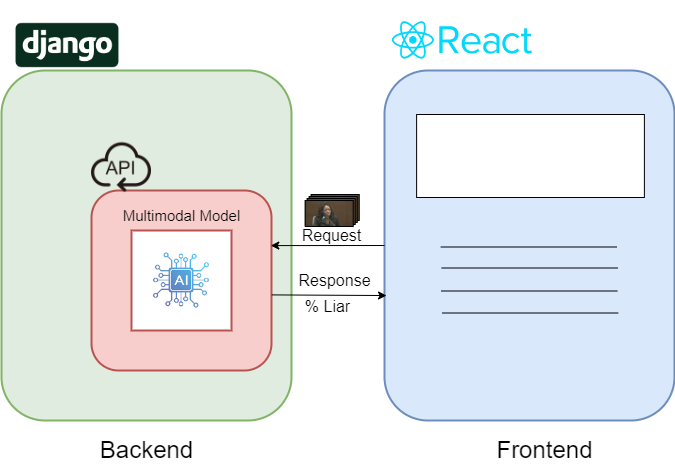 django
React
API
Multimodal Model
AI
Request
Response
% Liar
Backend
Frontend